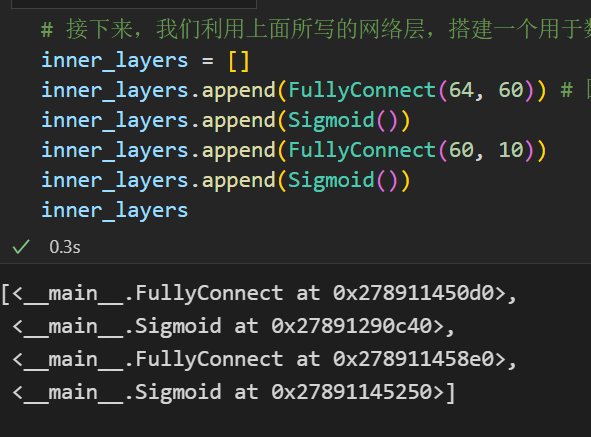 # 接下来，我们利用上面所写的网络层，搭建一个用于
inner_layers = []
inner_layers.append(FullyConnect(64, 60)) #
inner_layers.append(Sigmoid())
inner_layers.append(FullyConnect(60, 10))
inner_layers.append(Sigmoid())
inner_layers
0.3s
[<__main__.FullyConnect at 0x278911450d0>,
<__main__.Sigmoid at 0x27891290c40>,
<__main__.FullyConnect at 0x278911458e0>,
<__main__.Sigmoid at 0x27891145250>]